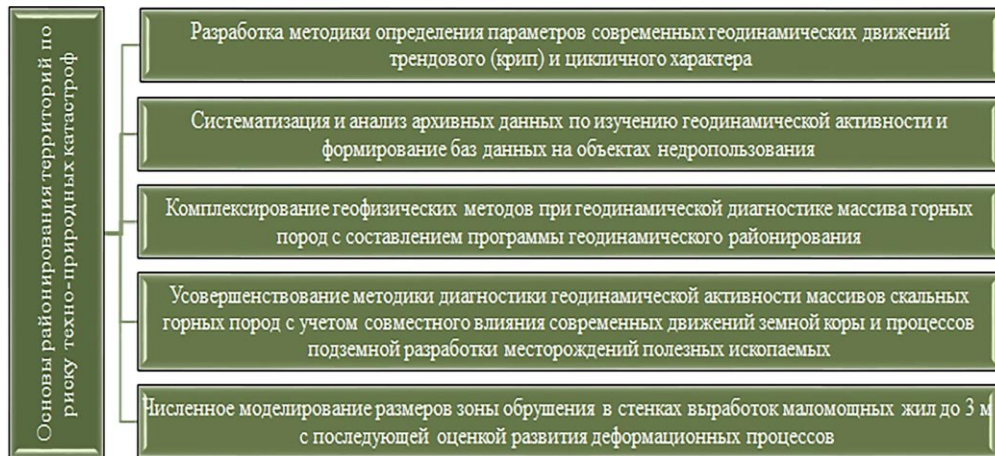 Основы районирования территорий по
риску техно-природных катастроф
Разработка методики определения параметров современных геодинамических движений
трендового (крип) и цикличного характера
Систематизация и анализ архивных данных по изучению геодинамической активности и
формирование баз данных на объектах недропользования
Комплексирование геофизических методов при геодинамической диагностике массива горных
пород с составлением программы геодинамического районирования
Усовершенствование методики диагностики геодинамической активности массивов скальных
горных пород с учетом совместного влияния современных движений земной коры и процессов
подземной разработки месторождений полезных ископаемых
Численное моделирование размеров зоны обрушения в стенках выработок маломощных жил до 3 м
с последующей оценкой развития деформационных процессов